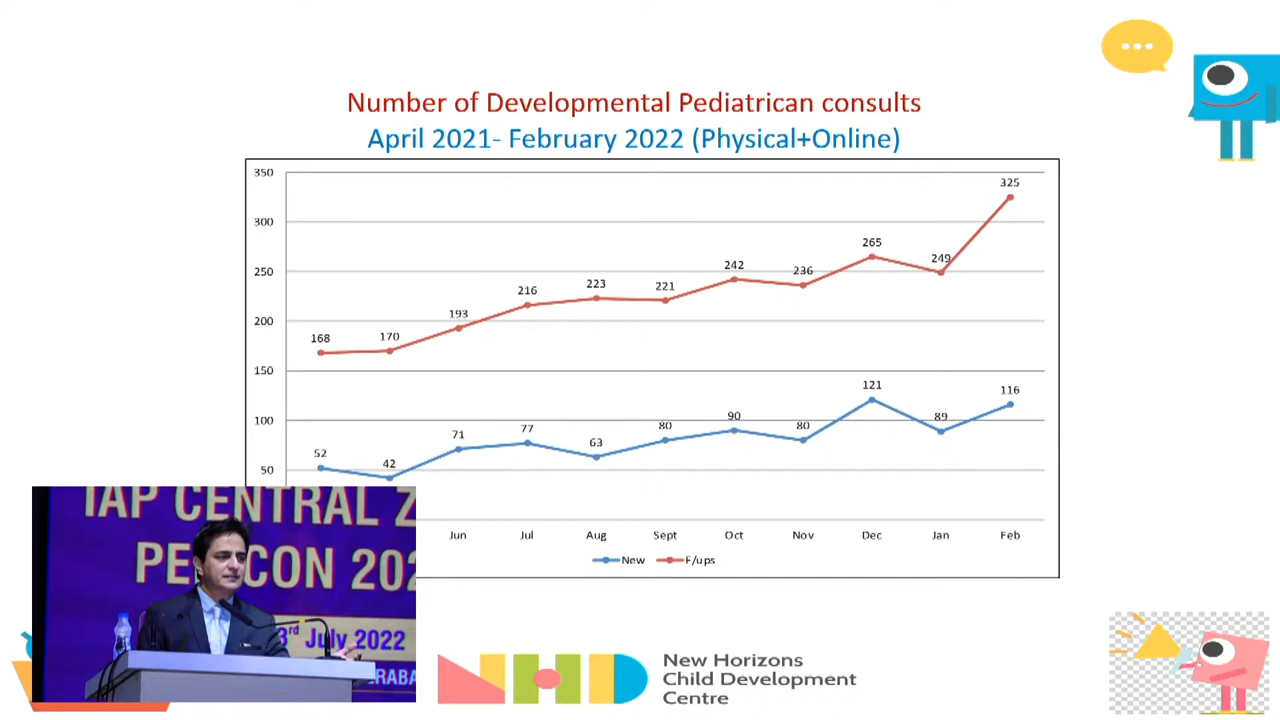 Number of Developmental Pediatrican consults
April 2021- February 2022 (Physical+Online)
350
300
250
200
150
100
50
168
170
193
216
223
221
242
236
265
249
325
52
42
71
77
63
80
90
80
121
89
116
Jun Jul Aug Sept Oct Nov Dec Jan Feb
New F/ups
IAP CENTRAL Z
3rd July 2022
NHD
New Horizons
Child Development
Centre